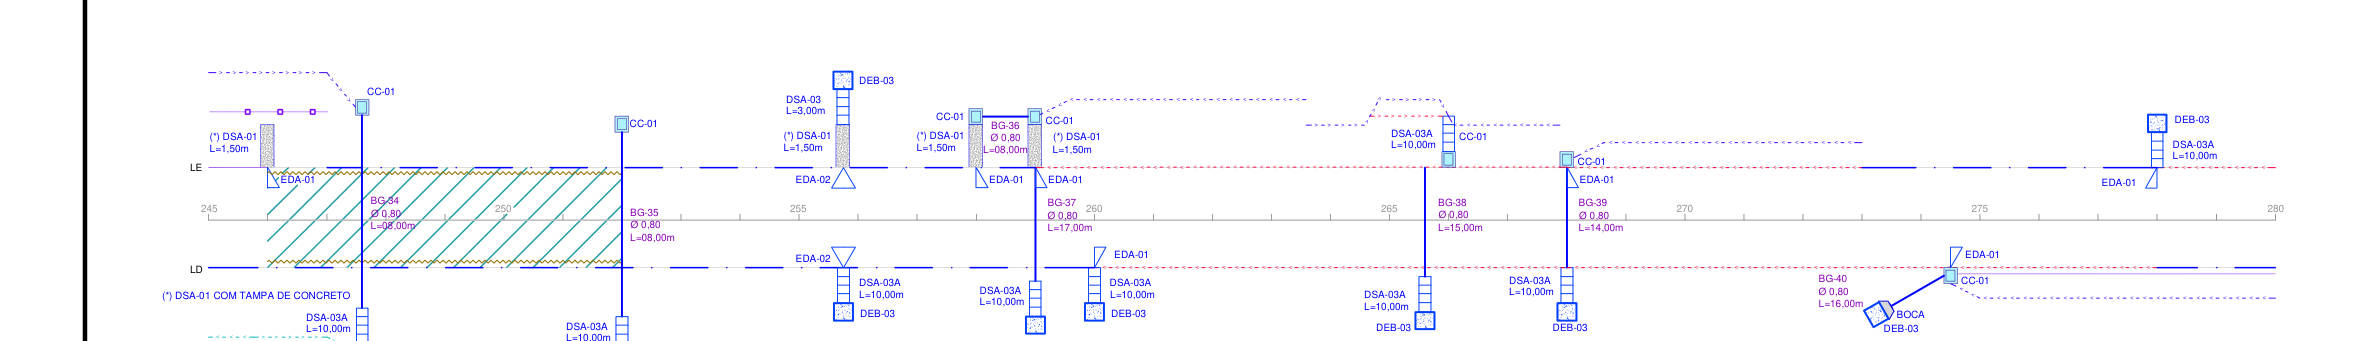 CC-01
DEB-03
DSA-03
L=3,00m
CC-01
CC-01
CC-01
DEB-03
(*) DSA-01
L=1,50m
(*) DSA-01
L=1,50m
(*) DSA-01
L=1,50m
BG-36
Ø 0,80
L=08,00m
(*) DSA-01
L=1,50m
DSA-03A
L=10,00m
CC-01
DSA-03A
L=10,00m
CC-01
LE
EDA-01
EDA-02
EDA-01
EDA-01
EDA-01
EDA-01
BG-34
Ø 0,80
L=08,00m
BG-35
Ø 0,80
L=08,00m
BG-37
Ø 0,80
L=17,00m
BG-38
Ø 0,80
L=15,00m
BG-39
Ø 0,80
L=14,00m
245
250
255
260
265
270
275
280
EDA-02
EDA-01
EDA-01
LD
(*) DSA-01 COM TAMPA DE CONCRETO
DSA-03A
L=10,00m
DSA-03A
L=10,00m
DSA-03A
L=10,00m
DEB-03
DSA-03A
L=10,00m
DSA-03A
L=10,00m
DEB-03
DSA-03A
L=10,00m
DEB-03
DSA-03A
L=10,00m
DEB-03
BG-40
Ø 0,80
L=16,00m
CC-01
BOCA
DEB-03